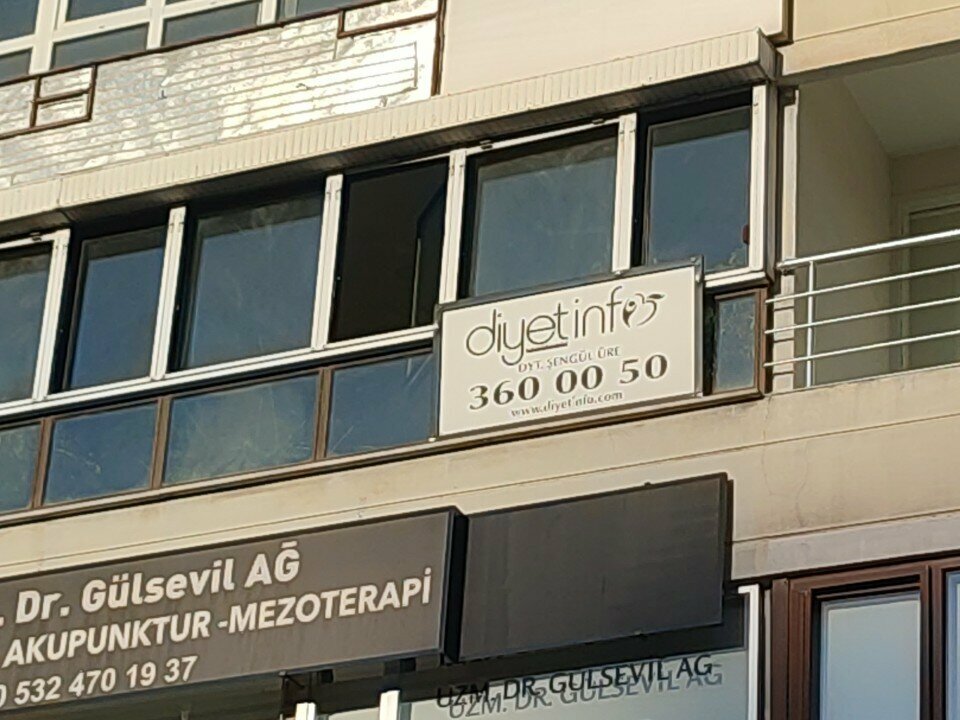 diyetinfo
DYT. ŞENGÜL ÜRE
360 00 50
www.diyetinfo.com
. Dr. Gülsevil AĞ
AKUPUNKTUR -MEZOTERAPİ
0 532 470 19 37
UZM. DR. GÜLSEVİL AG